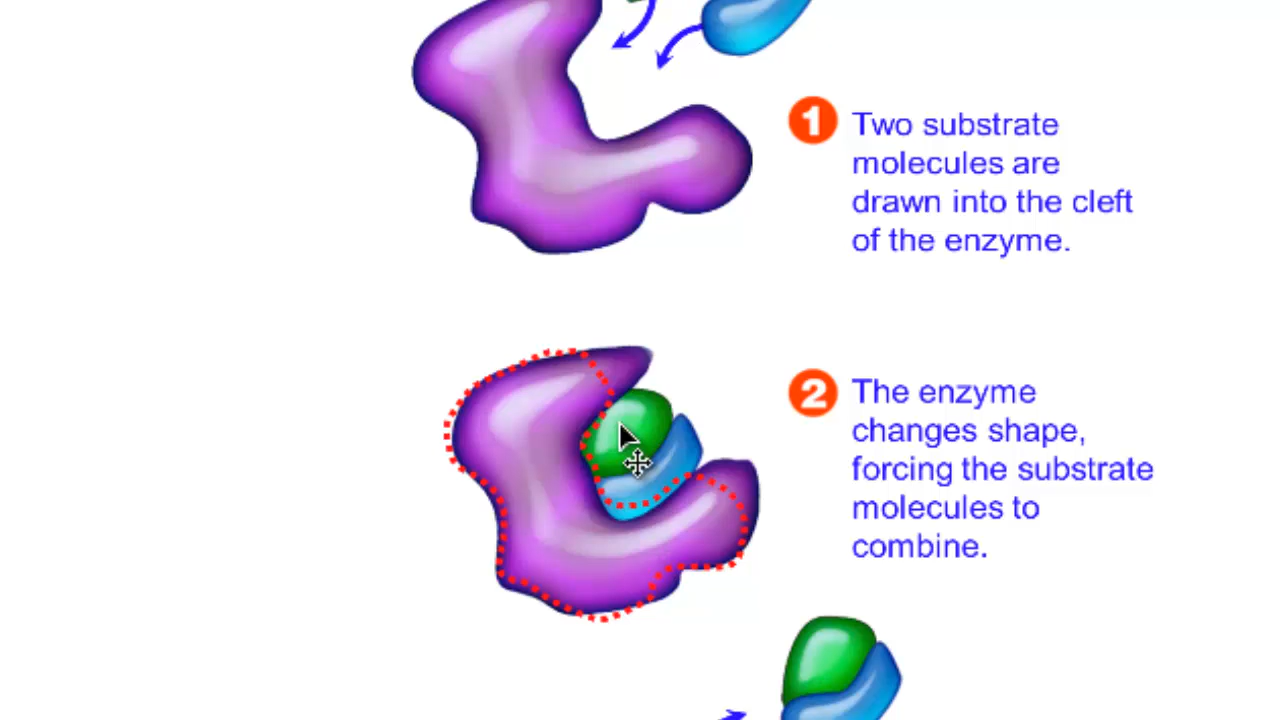 1
Two substrate
molecules are
drawn into the cleft
of the enzyme.
2
The enzyme
changes shape,
forcing the substrate
molecules to
combine.